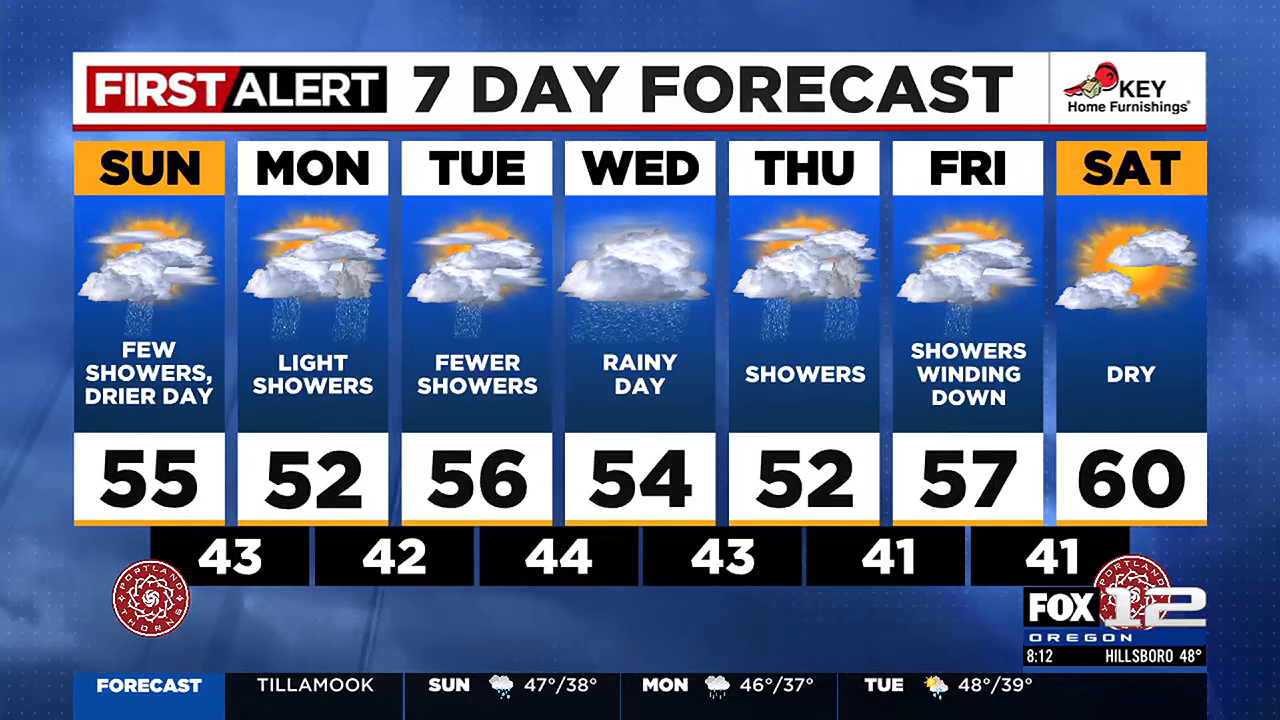 FIRST ALERT 7 DAY FORECAST
KEY
Home Furnishings®
SUN MON TUE WED THU FRI SAT
FEW
SHOWERS,
DRIER DAY
LIGHT
SHOWERS
FEWER
SHOWERS
RAINY
DAY
SHOWERS
SHOWERS
WINDING
DOWN
DRY
55 52 56 54 52 57 60
43 42 44 43 41 41
PORTLAND
THORNS
PORTLAND
FOX 12
OREGON
8:12 HILLSBORO 48°
FORECAST TILLAMOOK SUN 47°/38° MON 46°/37° TUE 48°/39°